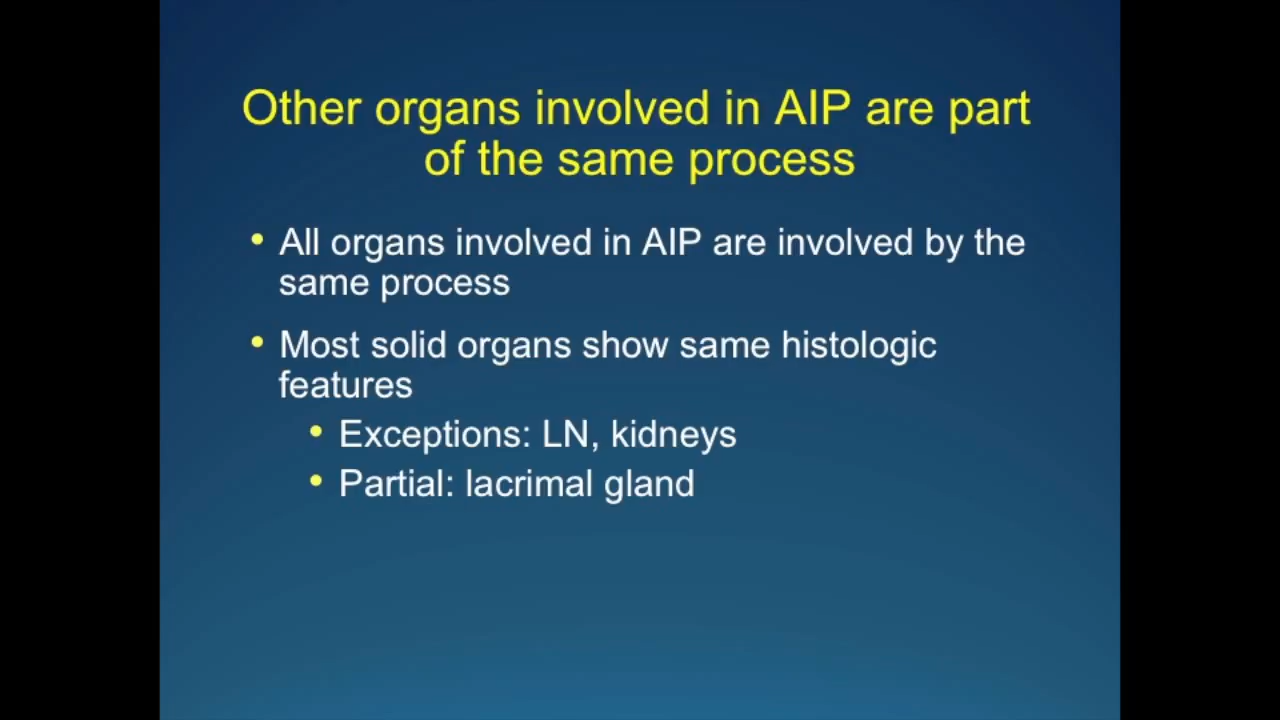 Other organs involved in AIP are part
of the same process
• All organs involved in AIP are involved by the
same process
• Most solid organs show same histologic
features
• Exceptions: LN, kidneys
• Partial: lacrimal gland